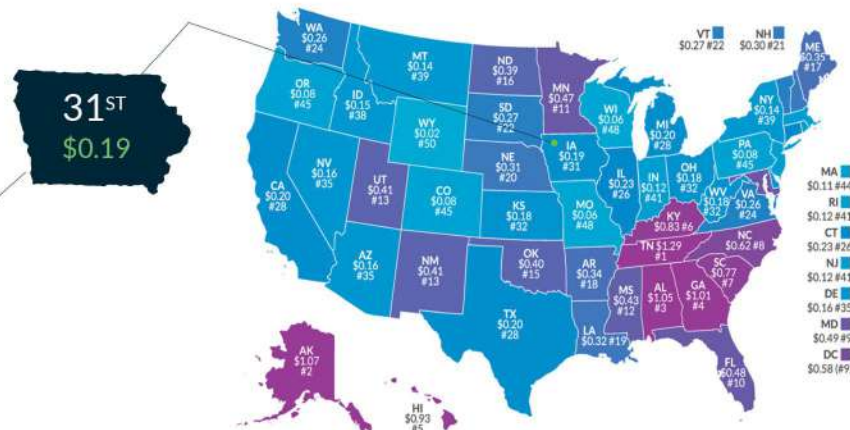 31ST
$0.19
WA
$0.26
#24
OR
$0.08
#45
CA
$0.20
#28
ID
$0.15
#38
NV
$0.16
#35
MT
$0.14
#39
WY
$0.02
#50
UT
$0.41
#13
AZ
$0.16
#35
CO
$0.08
#45
NM
$0.41
#13
ND
$0.39
#16
SD
$0.27
#22
NE
$0.31
#20
KS
$0.18
#32
OK
$0.40
#15
TX
$0.20
#28
MN
$0.47
#11
IA
$0.19
#31
MO
$0.06
#48
AR
$0.34
#18
LA
$0.32 #19
WI
$0.06
#48
IL
$0.23
#26
MI
$0.20
#28
IN
$0.12
#41
OH
$0.18
#32
KY
$0.83 #6
TN $1.29
#1
MS
$0.43
#12
AL
$1.05
#3
GA
$1.01
#4
FL
$0.48
#10
SC
$0.77
#7
NC
$0.62 #8
WV
$0.18
#32
VA
$0.26
#24
PA
$0.08
#45
NY
$0.14
#39
VT
$0.27 #22
NH
$0.30 #21
ME
$0.35
#17
MA
$0.11 #44
RI
$0.12 #41
CT
$0.23 #26
NJ
$0.12 #41
DE
$0.16 #35
MD
$0.49 #9
DC
$0.58 (#9
AK
$1.07
#2
HI
$0.93
#5